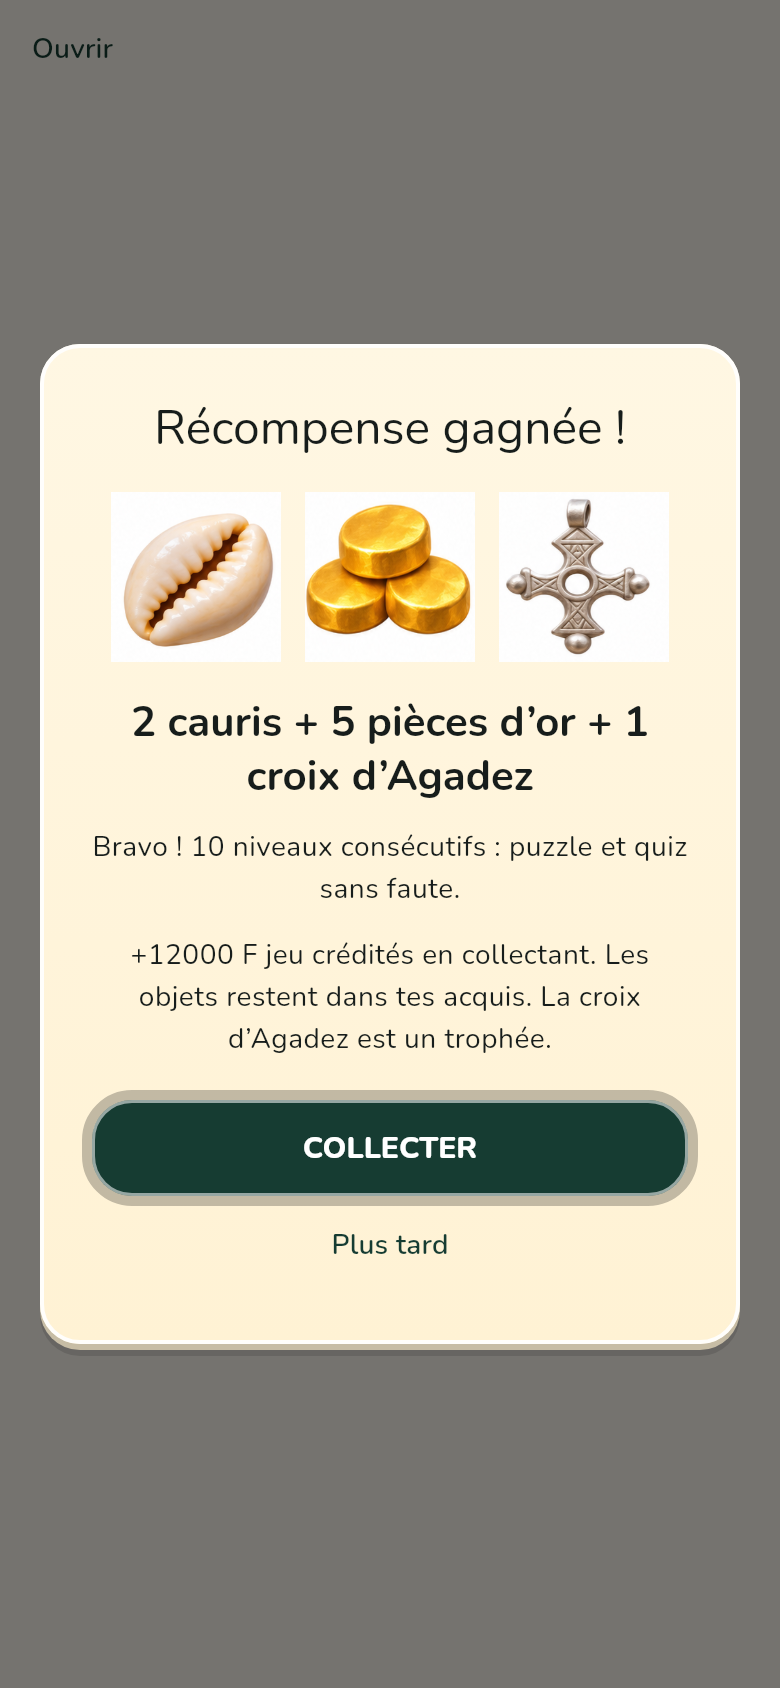 Ouvrir
Récompense gagnée !
2 cauris + 5 pièces d’or + 1
croix d’Agadez
Bravo ! 10 niveaux consécutifs : puzzle et quiz
sans faute.
+12000 F jeu crédités en collectant. Les
objets restent dans tes acquis. La croix
d’Agadez est un trophée.
COLLECTER
Plus tard